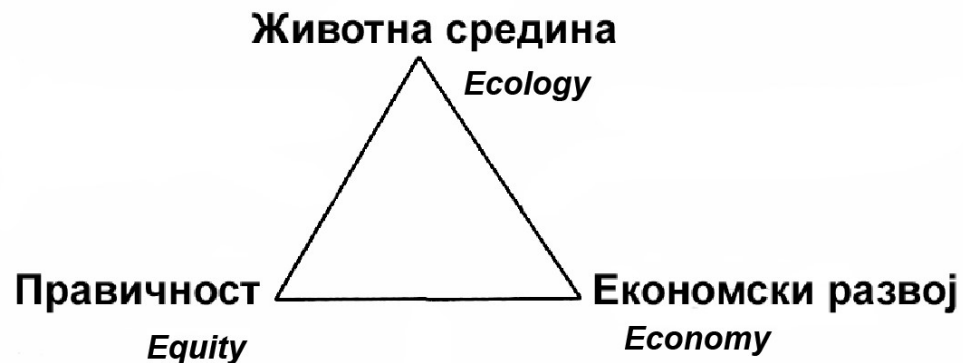 Животна средина
Ecology
Правичност
Економски развој
Equity
Economy